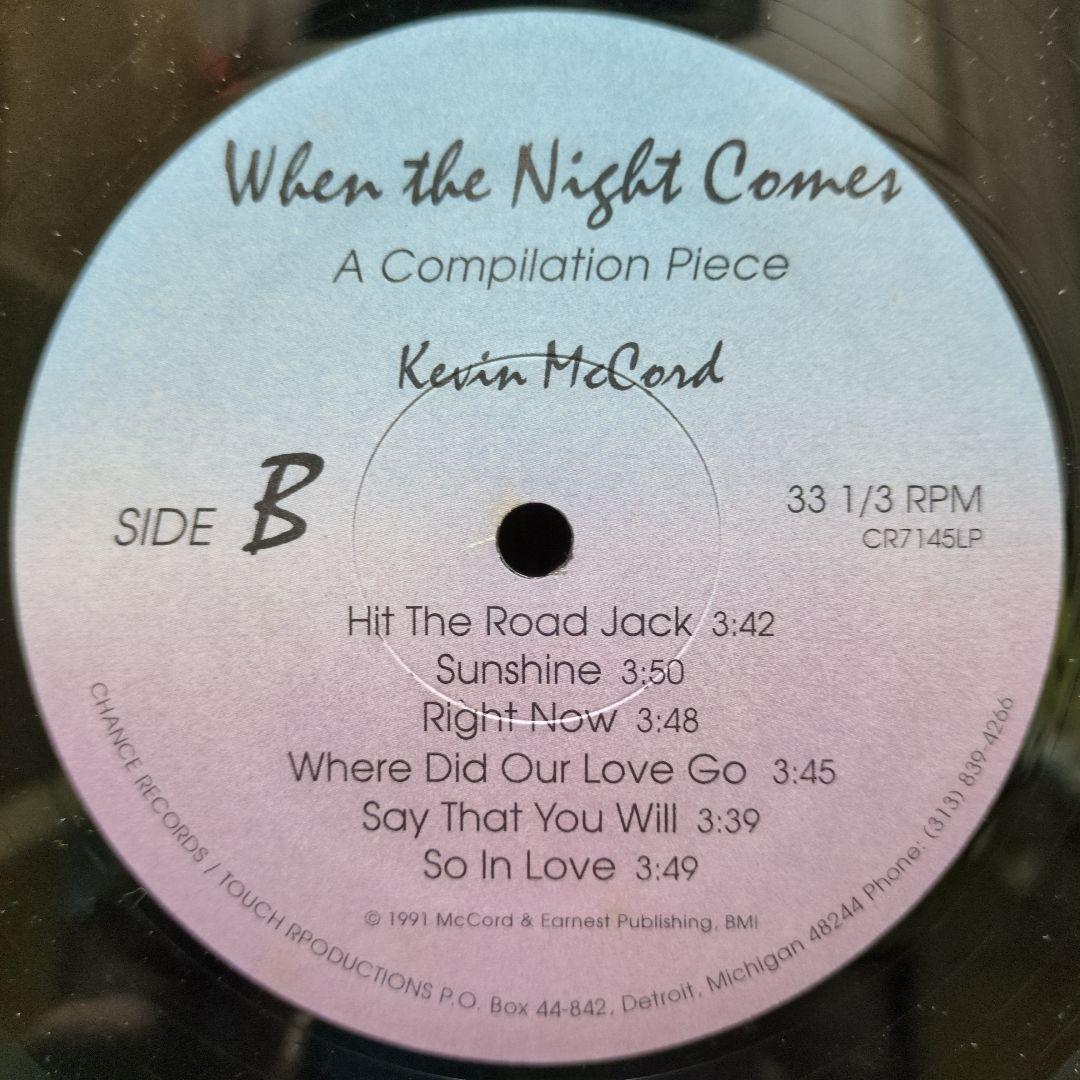 When the Night Comes
A Compilation Piece
Kevin McCord
SIDE B
33 1/3 RPM
CR7145LP
Hit The Road Jack 3:42
Sunshine 3:50
Right Now 3:48
Where Did Our Love Go 3:45
Say That You Will 3:39
So In Love 3:49
© 1991 McCord & Earnest Publishing, BMI
CHANCE RECORDS / TOUCH RPODUCTIONS P.O. Box 44-842, Detroit, Michigan 48244 Phone: (313) 839-4266